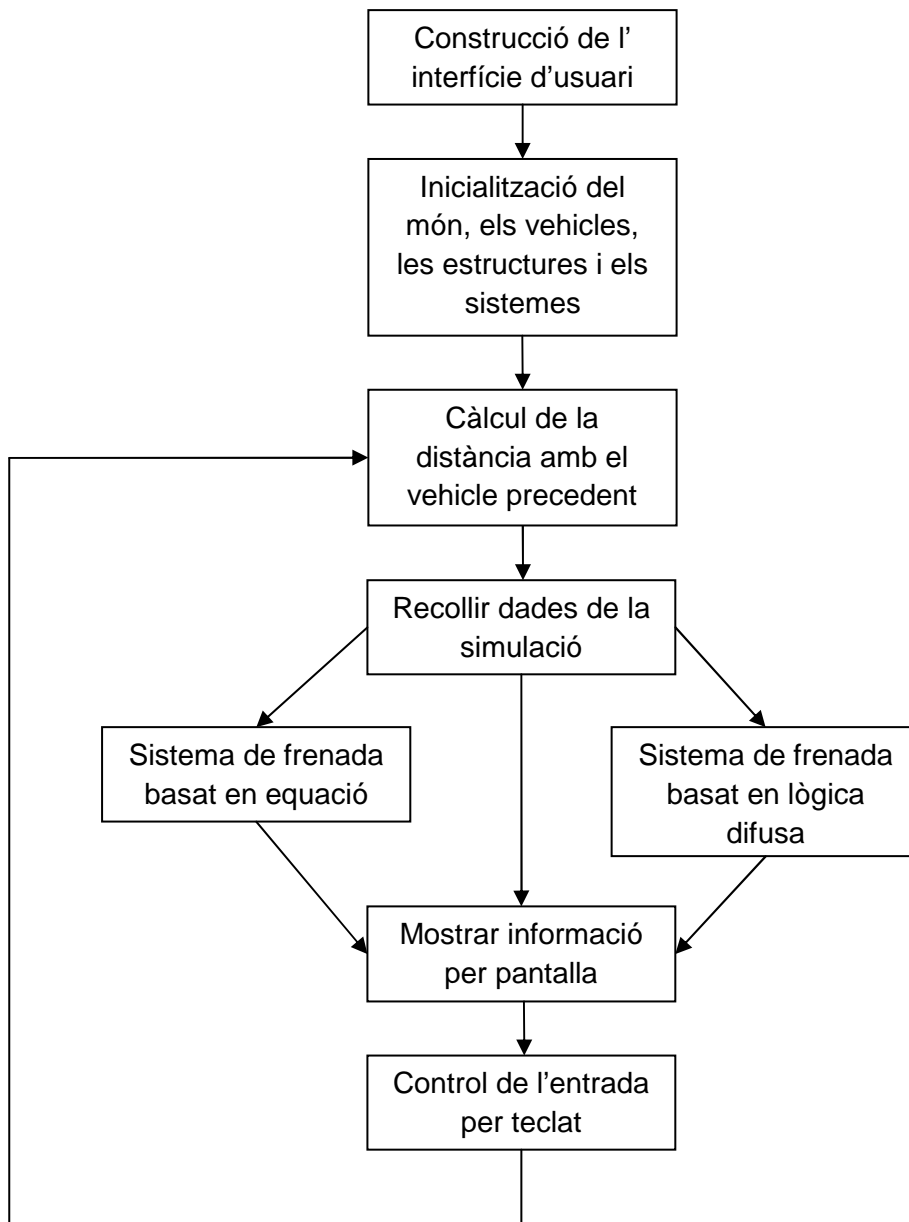 Construcció de l’
interfície d’usuari
Inicialització del
món, els vehicles,
les estructures i els
sistemes
Càlcul de la
distància amb el
vehicle precedent
Recollir dades de la
simulació
Sistema de frenada
basat en equació
Sistema de frenada
basat en lògica
difusa
Mostrar informació
per pantalla
Control de l’entrada
per teclat